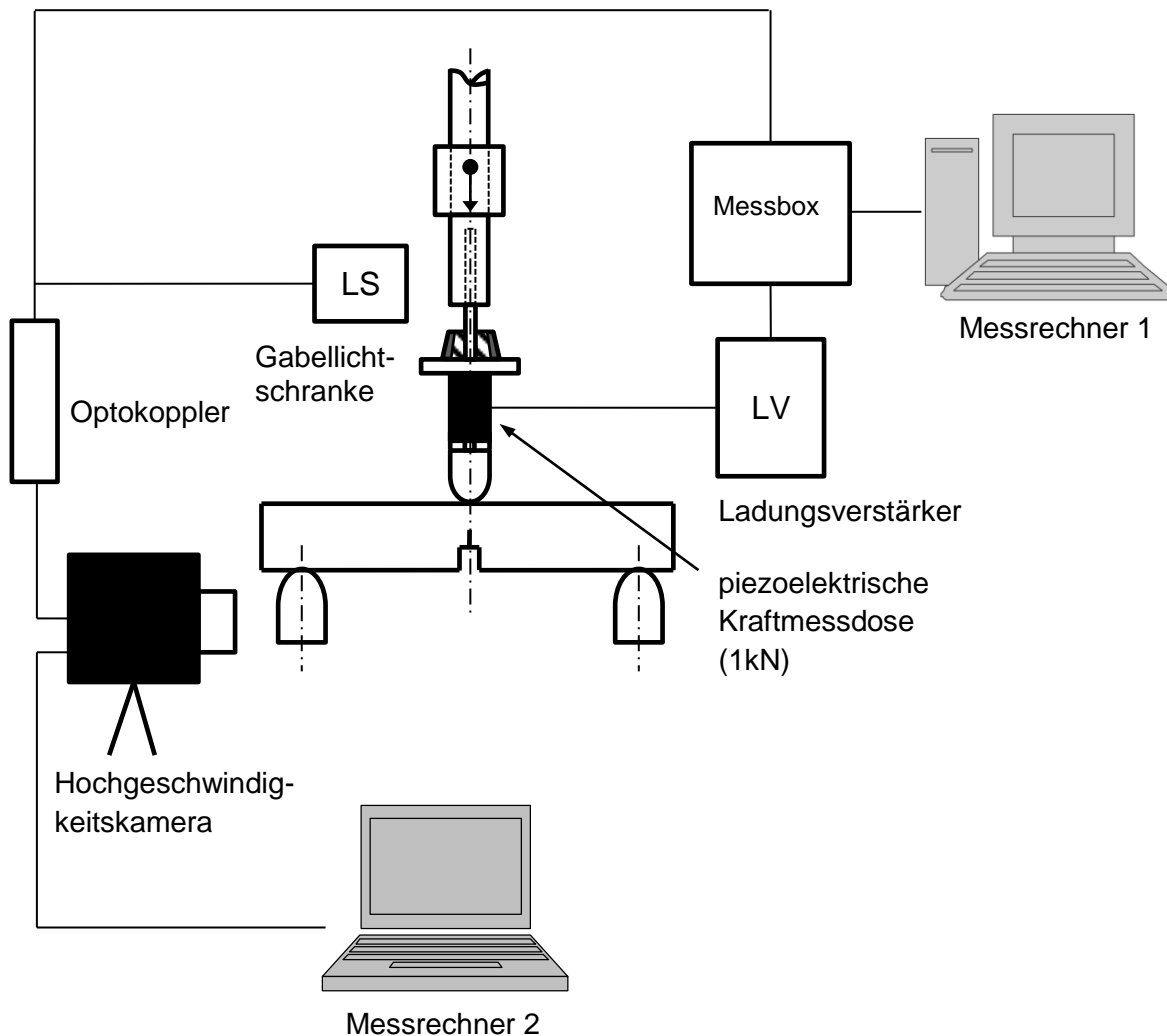 Messbox
Messrechner 1
LS
Gabellicht-
schranke
Optokoppler
LV
Ladungsverstärker
piezoelektrische
Kraftmessdose
(1kN)
Hochgeschwindig-
keitskamera
Messrechner 2